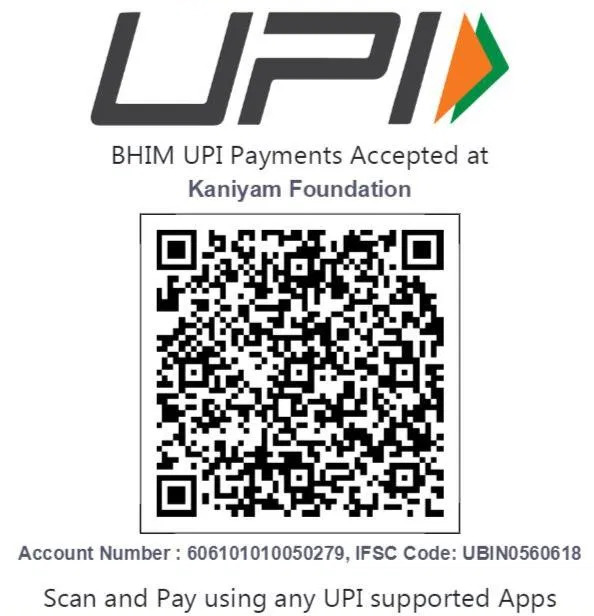 UPI
BHIM UPI Payments Accepted at
Kaniyam Foundation
Account Number : 606101010050279, IFSC Code: UBIN0560618
Scan and Pay using any UPI supported Apps